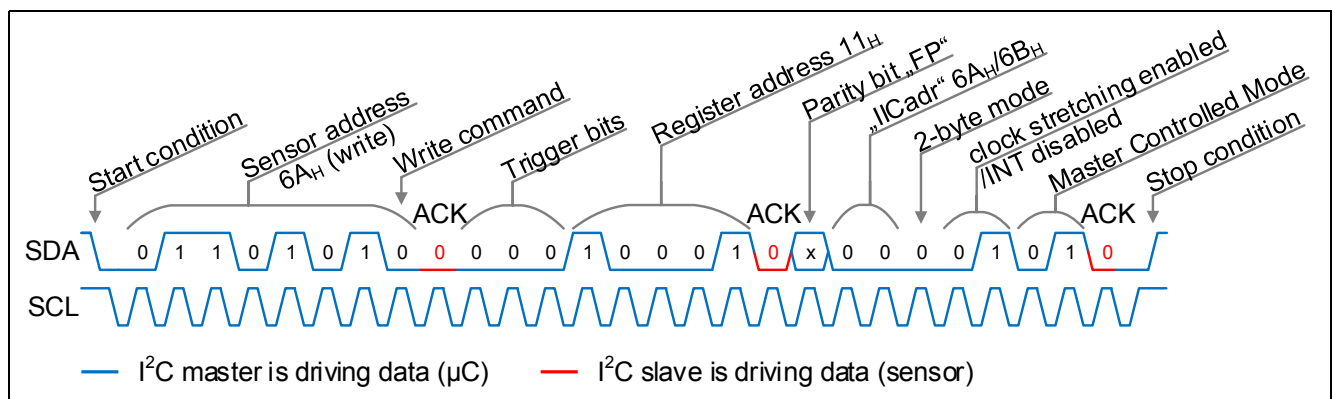 Start condition
Sensor address
6AH (write)
Write command
Trigger bits
Register address 11H
Parity bit „FP“
„IICadr“ 6AH/6BH
2-byte mode
clock stretching enabled
/INT disabled
Master Controlled Mode
Stop condition
ACK ACK ACK
SDA 0 1 1 0 1 0 1 0 0 0 0 0 1 0 0 0 1 0 x 0 0 0 0 1 0 1 0
SCL
I2C master is driving data (µC) I2C slave is driving data (sensor)